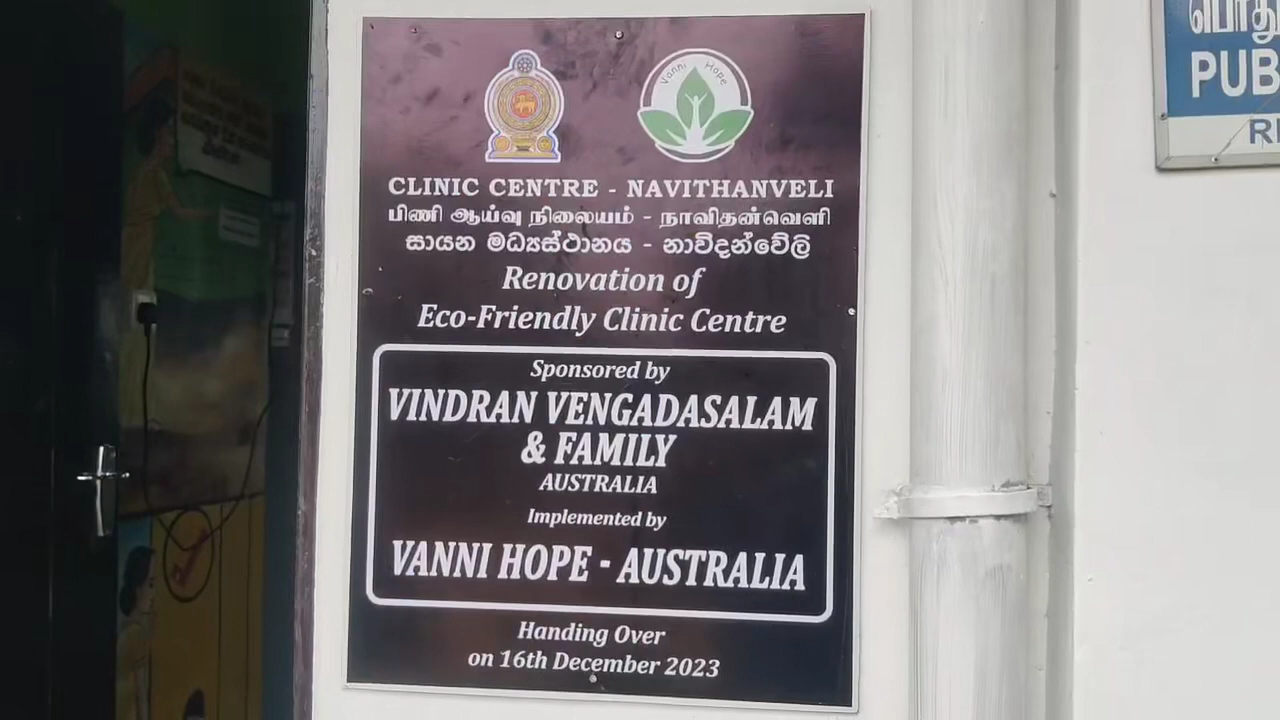 Vanni Hope
CLINIC CENTRE - NAVITHANVELI
பிணி ஆய்வு நிலையம் - நாவிதன்வெளி
සායන මධ්‍යස්ථානය - නාවිදන්වේලි
Renovation of
Eco-Friendly Clinic Centre
Sponsored by
VINDRAN VENGADASALAM
& FAMILY
AUSTRALIA
Implemented by
VANNI HOPE - AUSTRALIA
Handing Over
on 16th December 2023
பொது
PUB